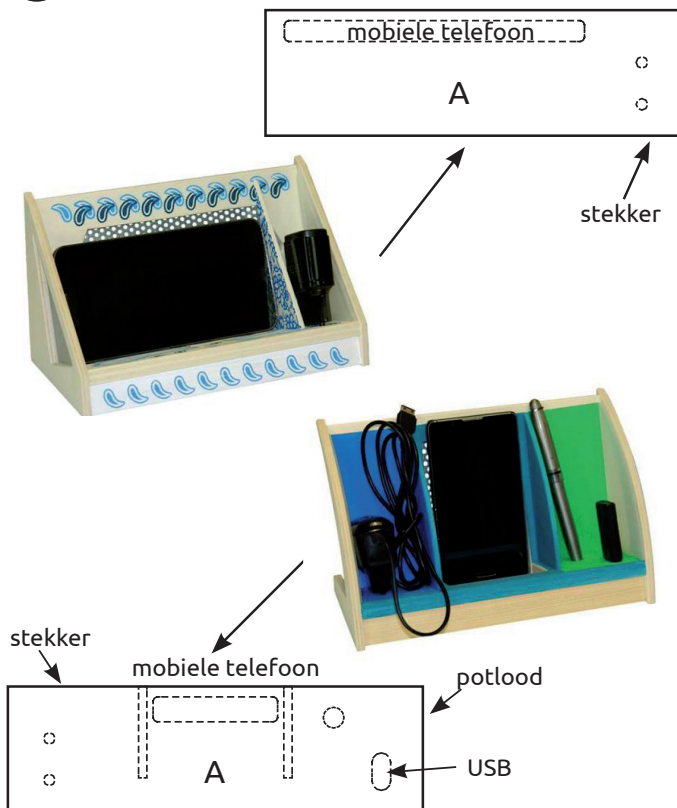 mobiele telefoon
A
stekker
stekker
mobiele telefoon
potlood
A
USB